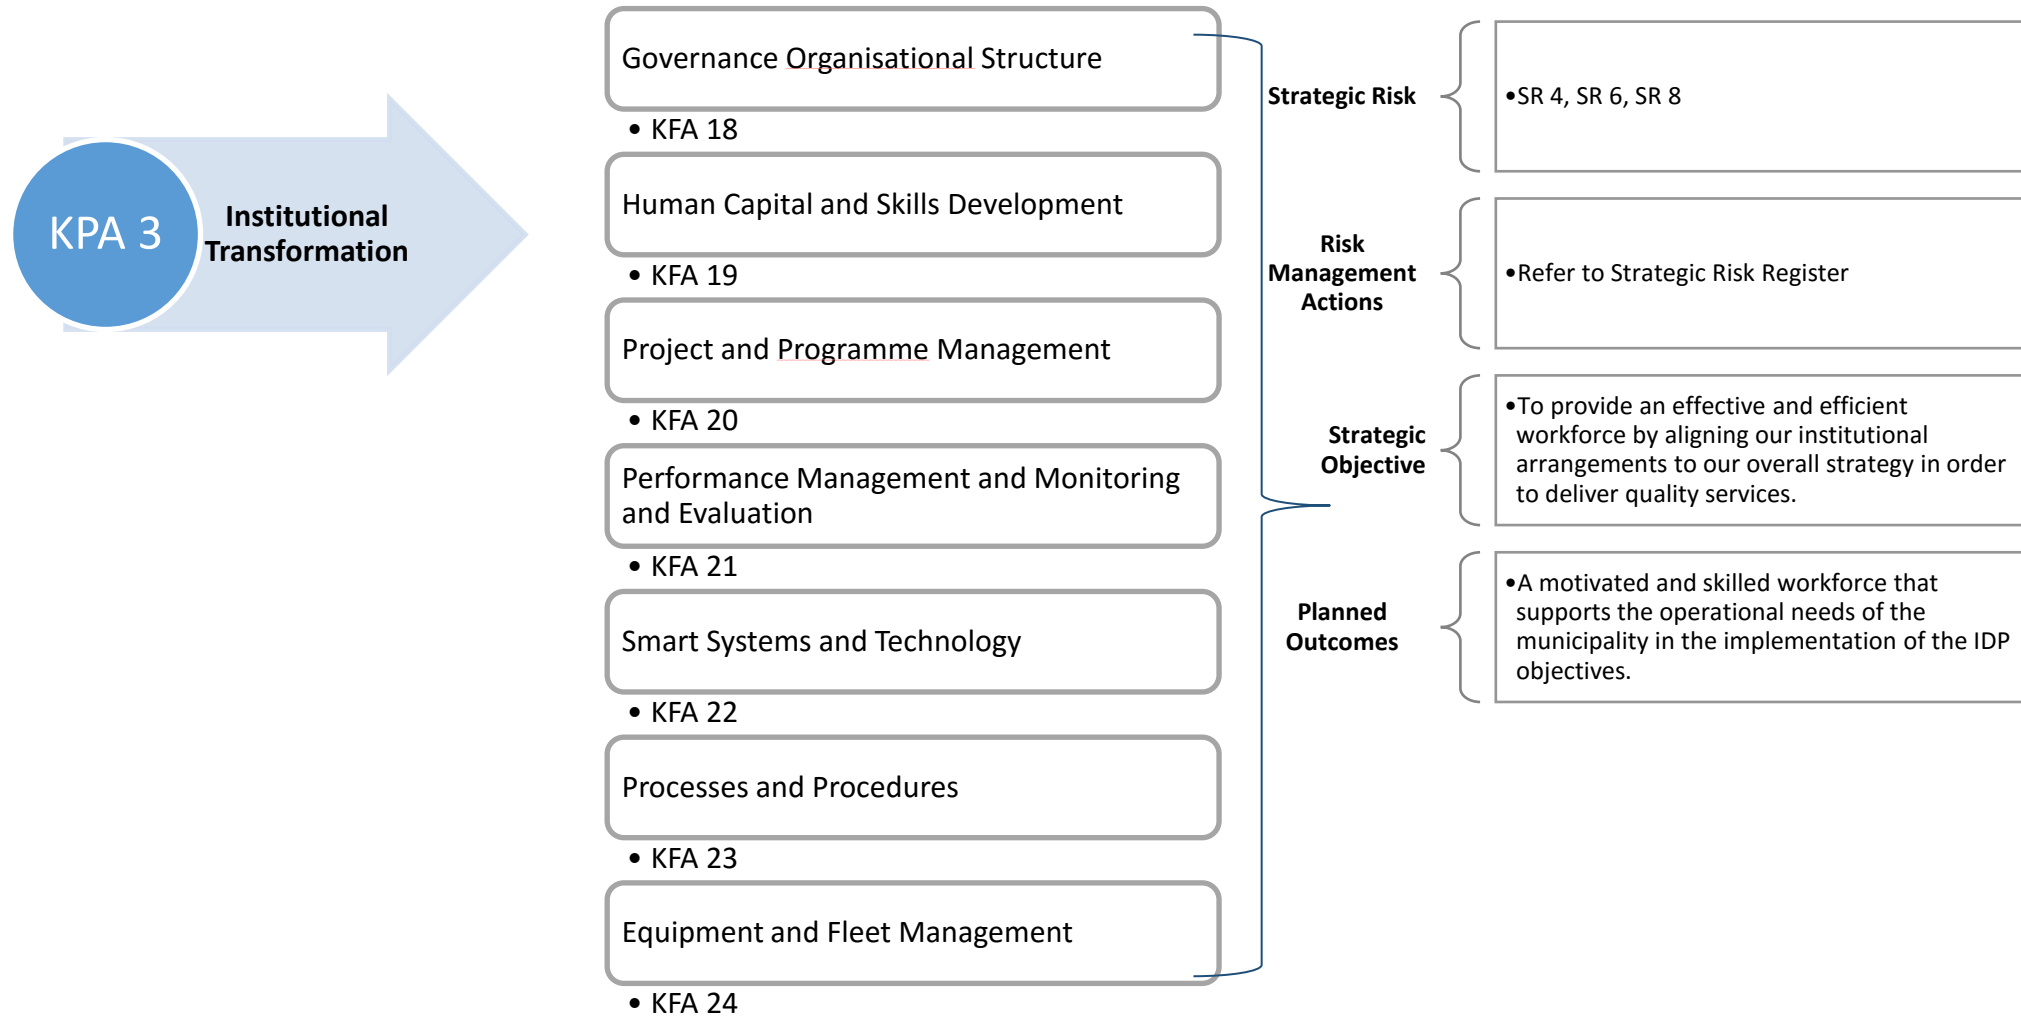 KPA 3
Institutional
Transformation
Governance Organisational Structure
• KFA 18
Human Capital and Skills Development
• KFA 19
Project and Programme Management
• KFA 20
Performance Management and Monitoring
and Evaluation
• KFA 21
Smart Systems and Technology
• KFA 22
Processes and Procedures
• KFA 23
Equipment and Fleet Management
• KFA 24
Strategic Risk
•SR 4, SR 6, SR 8
Risk
Management
Actions
•Refer to Strategic Risk Register
Strategic
Objective
•To provide an effective and efficient
workforce by aligning our institutional
arrangements to our overall strategy in order
to deliver quality services.
Planned
Outcomes
•A motivated and skilled workforce that
supports the operational needs of the
municipality in the implementation of the IDP
objectives.